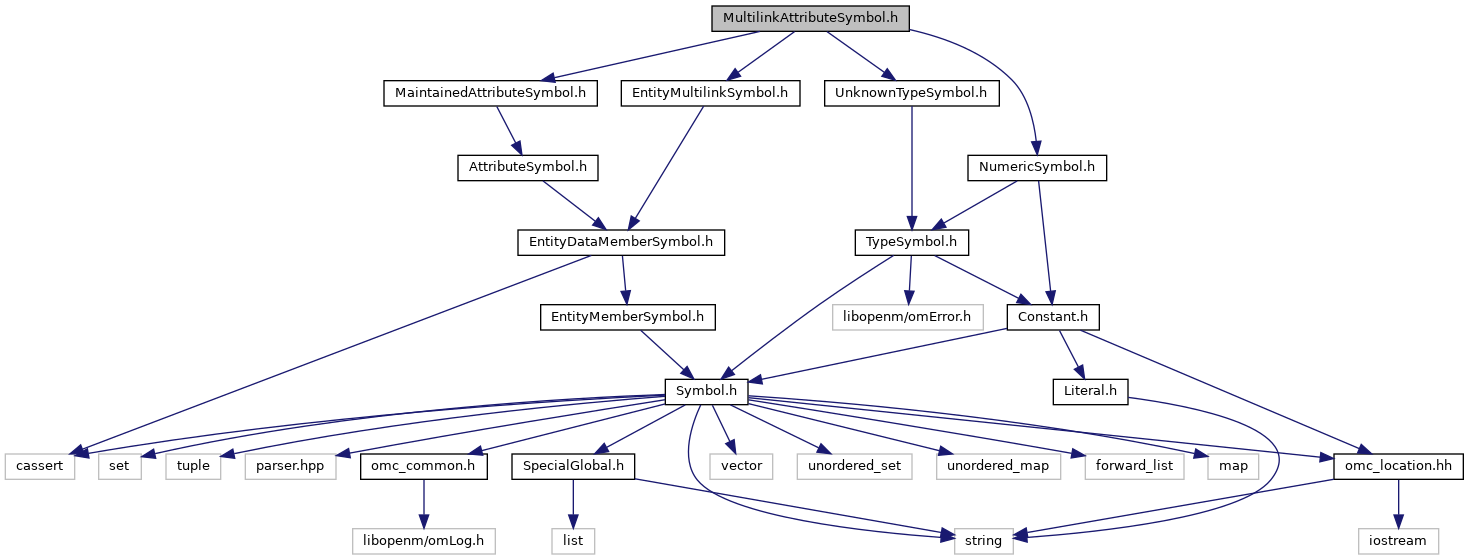 MultilinkAttributeSymbol.h
MaintainedAttributeSymbol.h
EntityMultilinkSymbol.h
UnknownTypeSymbol.h
AttributeSymbol.h
NumericSymbol.h
EntityDataMemberSymbol.h
TypeSymbol.h
EntityMemberSymbol.h
libopenm/omError.h
Constant.h
Symbol.h
Literal.h
cassert
set
tuple
parser.hpp
omc_common.h
SpecialGlobal.h
vector
unordered_set
unordered_map
forward_list
map
omc_location.hh
libopenm/omLog.h
list
string
iostream